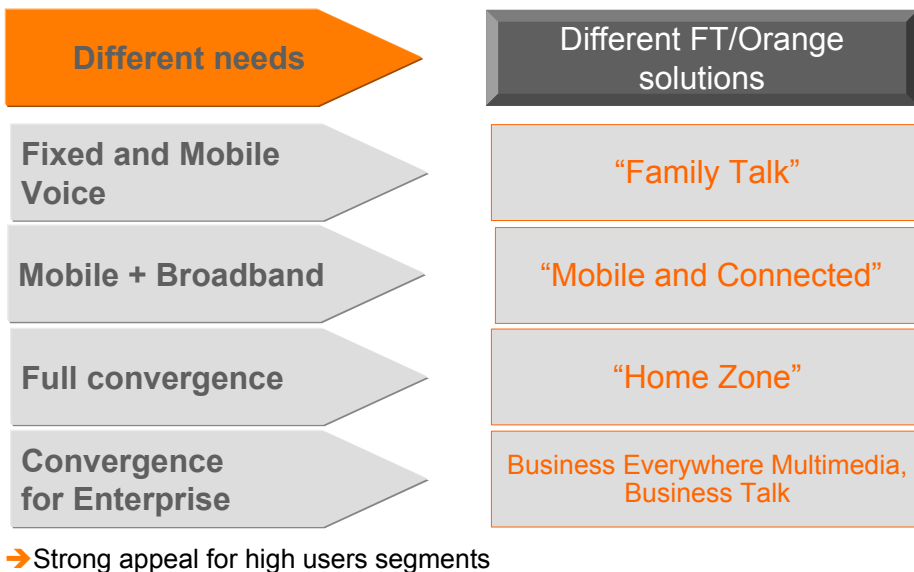 Different needs
Different FT/Orange
solutions
Fixed and Mobile
Voice
“Family Talk”
Mobile + Broadband
“Mobile and Connected”
Full convergence
“Home Zone”
Convergence
for Enterprise
Business Everywhere Multimedia,
Business Talk
➔Strong appeal for high users segments